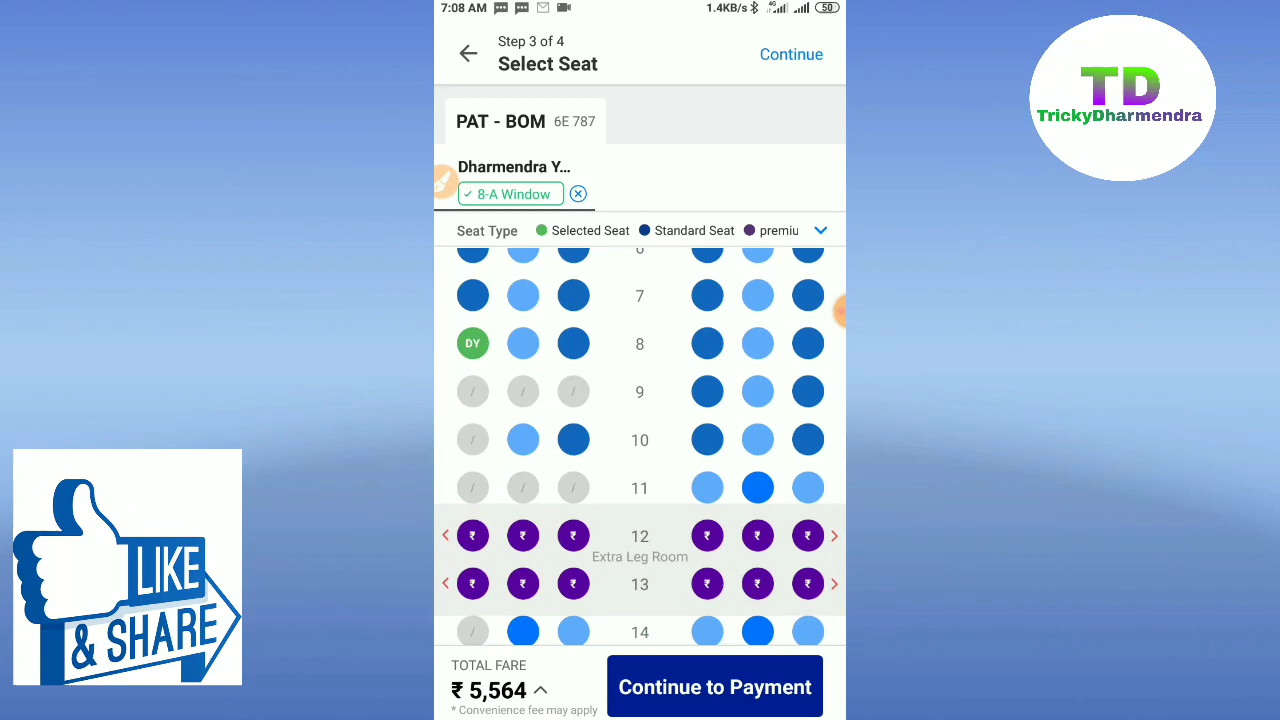 7:08 AM
1.4KB/s
4G
50
Step 3 of 4
Select Seat
Continue
TD
TrickyDharmendra
PAT - BOM 6E 787
Dharmendra Y...
✓ 8-A Window
Seat Type Selected Seat Standard Seat premiu
6
7
DY 8
/ / / 9
/ 10
/ / / 11
< ₹ ₹ ₹ 12 ₹ ₹ ₹ >
Extra Leg Room
< ₹ ₹ ₹ 13 ₹ ₹ ₹ >
/ 14
TOTAL FARE
₹ 5,564
* Convenience fee may apply
Continue to Payment
LIKE
& SHARE